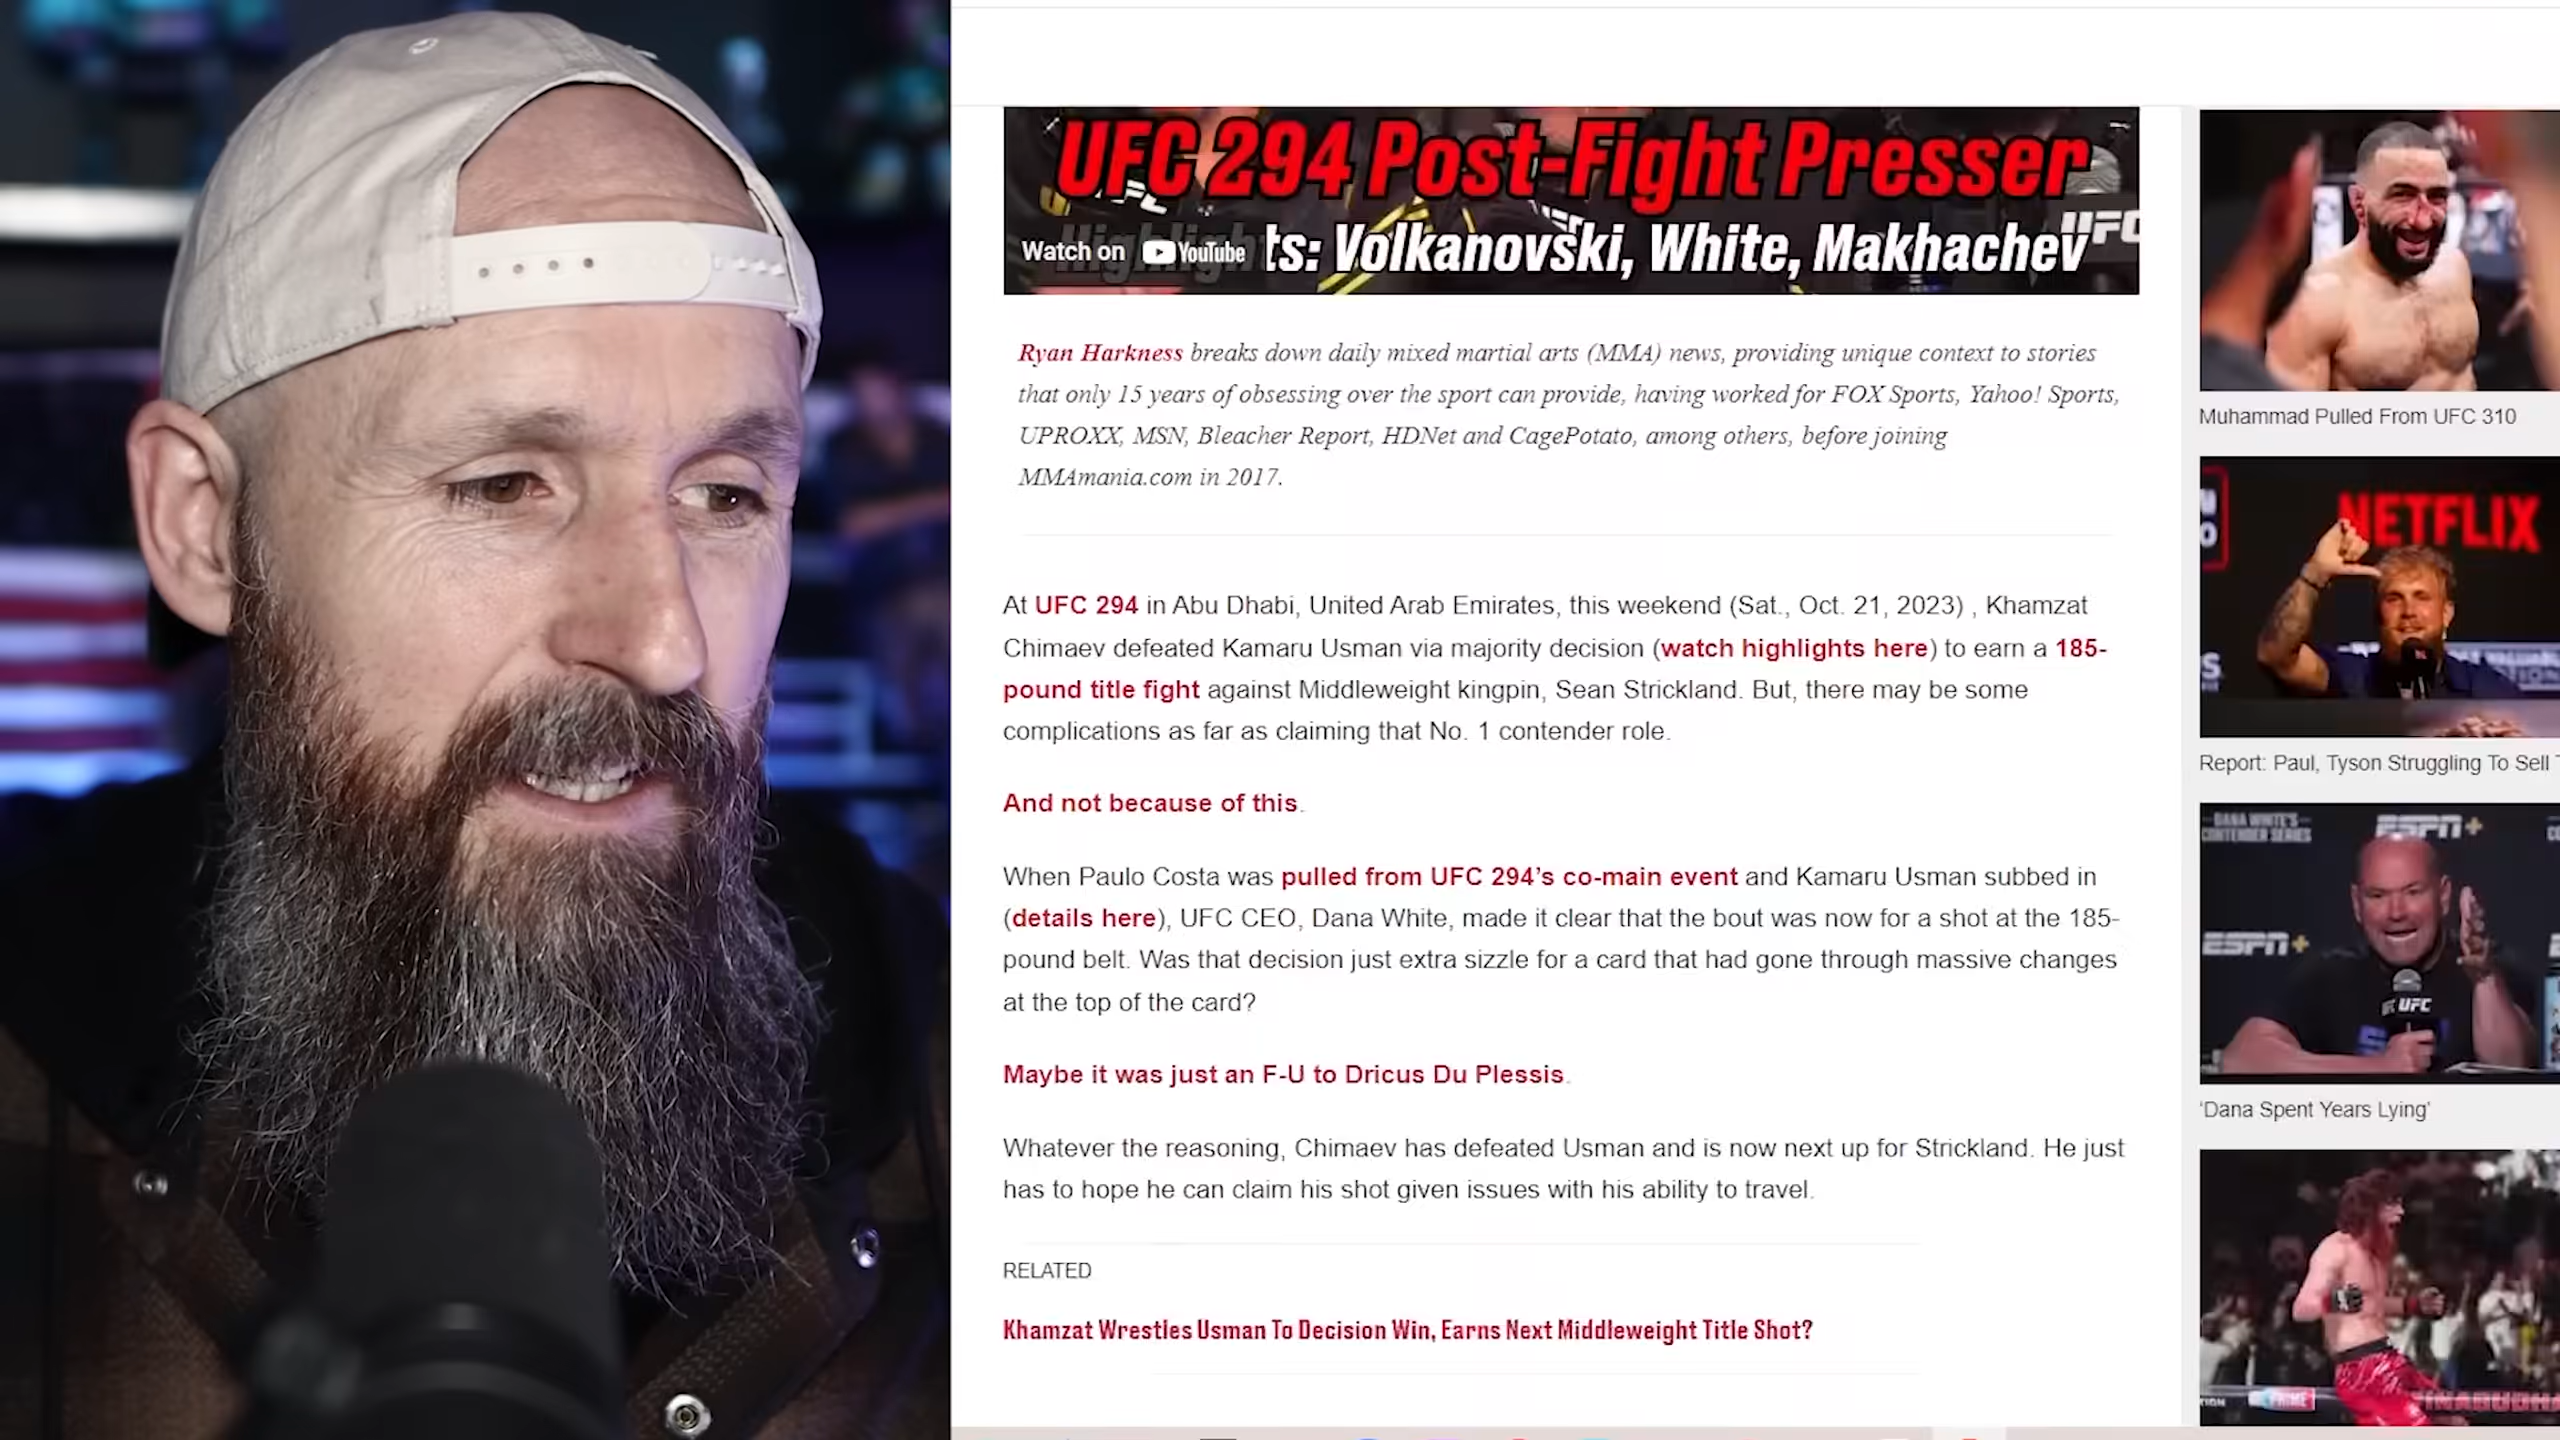 UFC 294 Post-Fight Presser
Watch on YouTube
ts: Volkanovski, White, Makhachev
UFC
Ryan Harkness breaks down daily mixed martial arts (MMA) news, providing unique context to stories
that only 15 years of obsessing over the sport can provide, having worked for FOX Sports, Yahoo! Sports,
UPROXX, MSN, Bleacher Report, HDNet and CagePotato, among others, before joining
MMAmania.com in 2017.
At UFC 294 in Abu Dhabi, United Arab Emirates, this weekend (Sat., Oct. 21, 2023) , Khamzat
Chimaev defeated Kamaru Usman via majority decision (watch highlights here) to earn a 185-
pound title fight against Middleweight kingpin, Sean Strickland. But, there may be some
complications as far as claiming that No. 1 contender role.
And not because of this.
When Paulo Costa was pulled from UFC 294’s co-main event and Kamaru Usman subbed in
(details here), UFC CEO, Dana White, made it clear that the bout was now for a shot at the 185-
pound belt. Was that decision just extra sizzle for a card that had gone through massive changes
at the top of the card?
Maybe it was just an F-U to Dricus Du Plessis.
Whatever the reasoning, Chimaev has defeated Usman and is now next up for Strickland. He just
has to hope he can claim his shot given issues with his ability to travel.
RELATED
Khamzat Wrestles Usman To Decision Win, Earns Next Middleweight Title Shot?
Muhammad Pulled From UFC 310
NETFLIX
Report: Paul, Tyson Struggling To Sell
DANA WHITE'S
CONTENDER SERIES
ESPN+
ESPN+
UFC
‘Dana Spent Years Lying’
PRIME